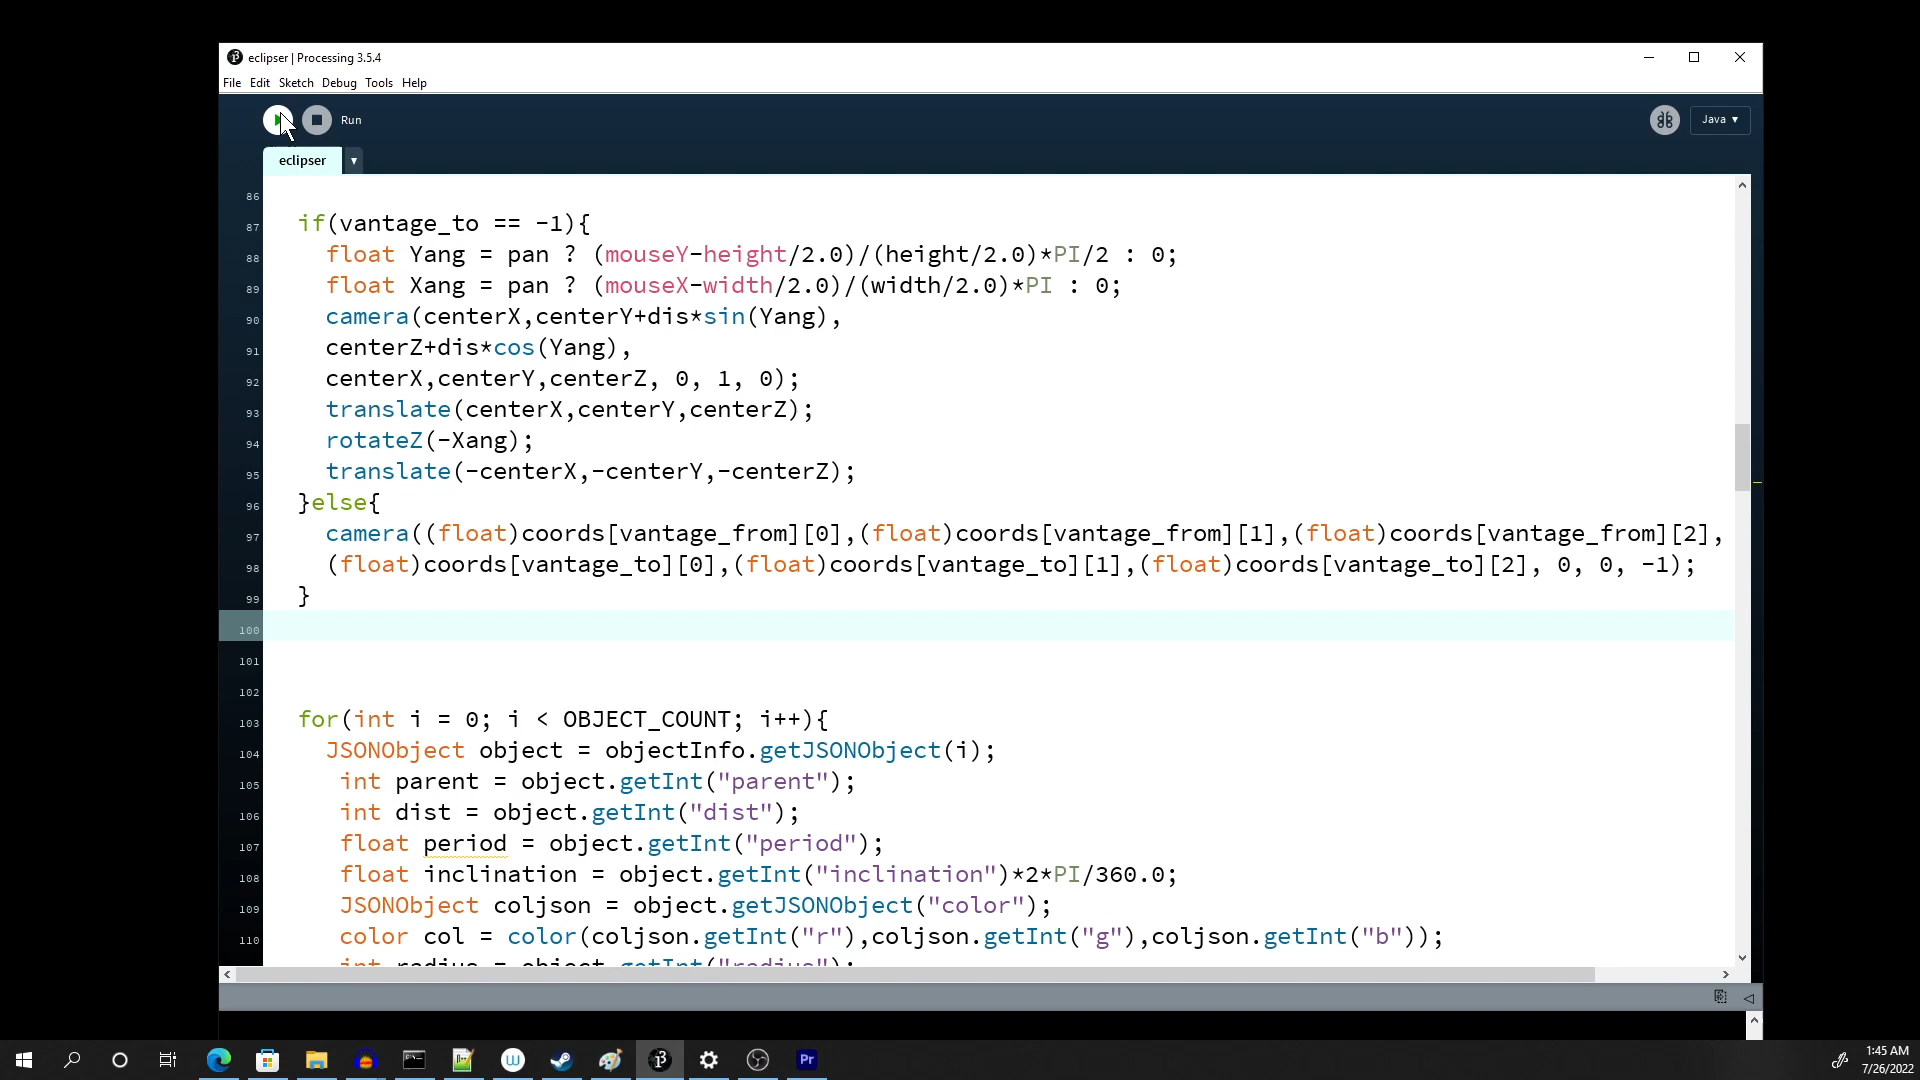 eclipser | Processing 3.5.4
File Edit Sketch Debug Tools Help
Run
Java ▾
eclipser ▾
86
87 if(vantage_to == -1){
88 float Yang = pan ? (mouseY-height/2.0)/(height/2.0)*PI/2 : 0;
89 float Xang = pan ? (mouseX-width/2.0)/(width/2.0)*PI : 0;
90 camera(centerX,centerY+dis*sin(Yang),
91 centerZ+dis*cos(Yang),
92 centerX,centerY,centerZ, 0, 1, 0);
93 translate(centerX,centerY,centerZ);
94 rotateZ(-Xang);
95 translate(-centerX,-centerY,-centerZ);
96 }else{
97 camera((float)coords[vantage_from][0],(float)coords[vantage_from][1],(float)coords[vantage_from][2],
98 (float)coords[vantage_to][0],(float)coords[vantage_to][1],(float)coords[vantage_to][2], 0, 0, -1);
99 }
100
101
102
103 for(int i = 0; i < OBJECT_COUNT; i++){
104 JSONObject object = objectInfo.getJSONObject(i);
105 int parent = object.getInt("parent");
106 int dist = object.getInt("dist");
107 float period = object.getInt("period");
108 float inclination = object.getInt("inclination")*2*PI/360.0;
109 JSONObject coljson = object.getJSONObject("color");
110 color col = color(coljson.getInt("r"),coljson.getInt("g"),coljson.getInt("b"));
int radius = object.getInt("radius");
Pr
1:45 AM
7/26/2022